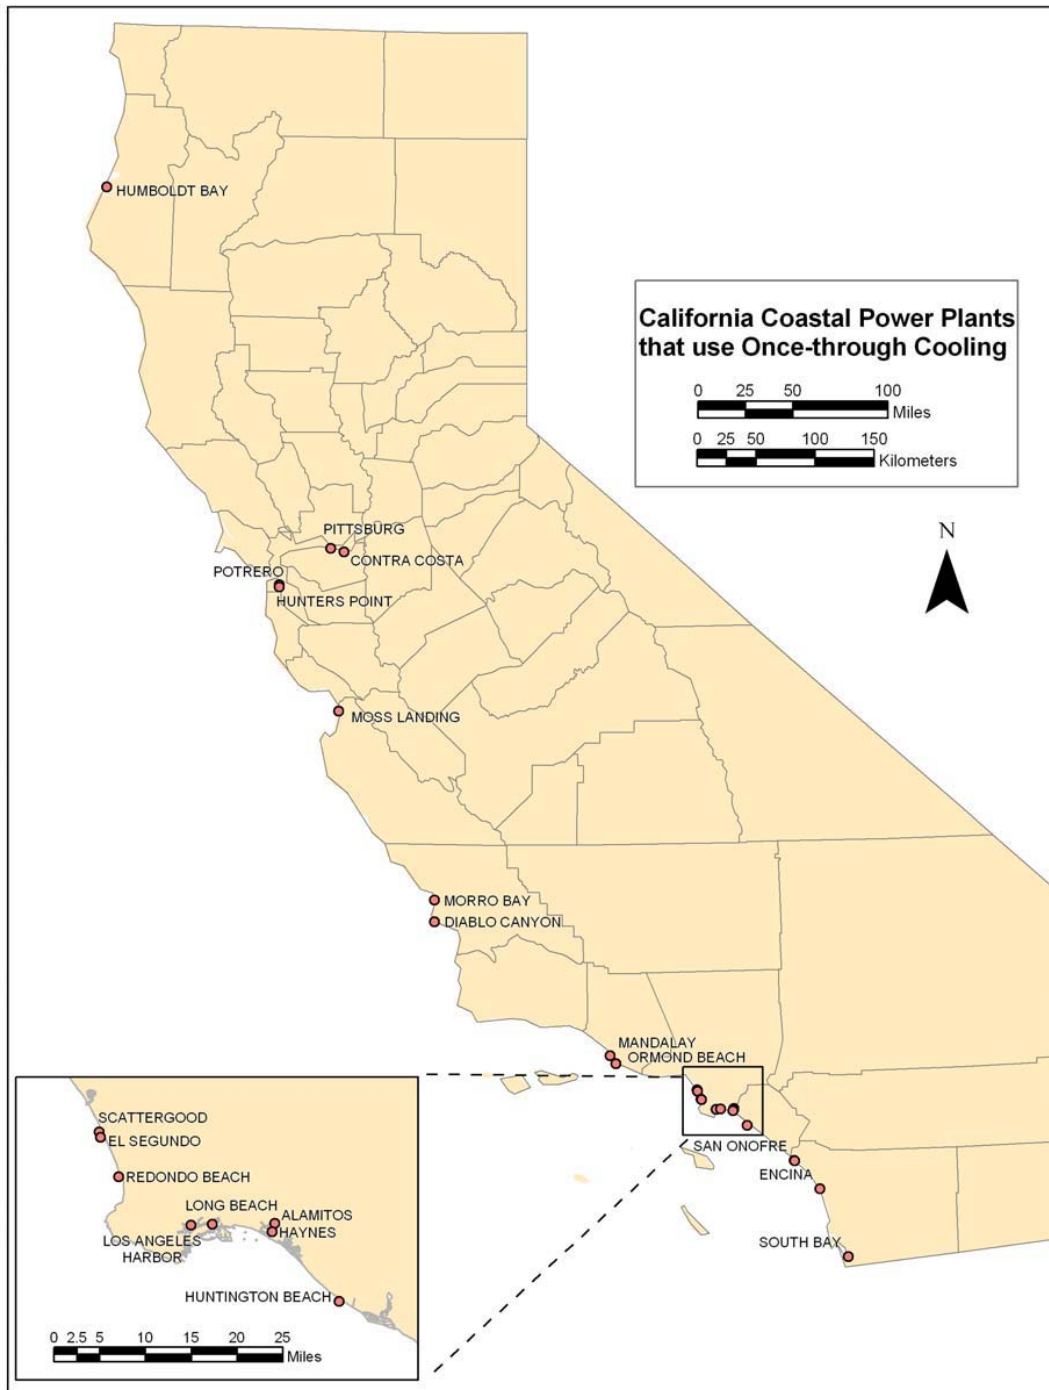 HUMBOLDT BAY
California Coastal Power Plants
that use Once-through Cooling
0 25 50 100
Miles
0 25 50 100 150
Kilometers
N
PITTSBURG
CONTRA COSTA
POTRERO
HUNTERS POINT
MOSS LANDING
MORRO BAY
DIABLO CANYON
MANDALAY
ORMOND BEACH
SAN ONOFRE
ENCINA
SOUTH BAY
SCATTERGOOD
EL SEGUNDO
REDONDO BEACH
LONG BEACH
ALAMITOS
HAYNES
LOS ANGELES
HARBOR
HUNTINGTON BEACH
0 2.5 5 10 15 20 25
Miles